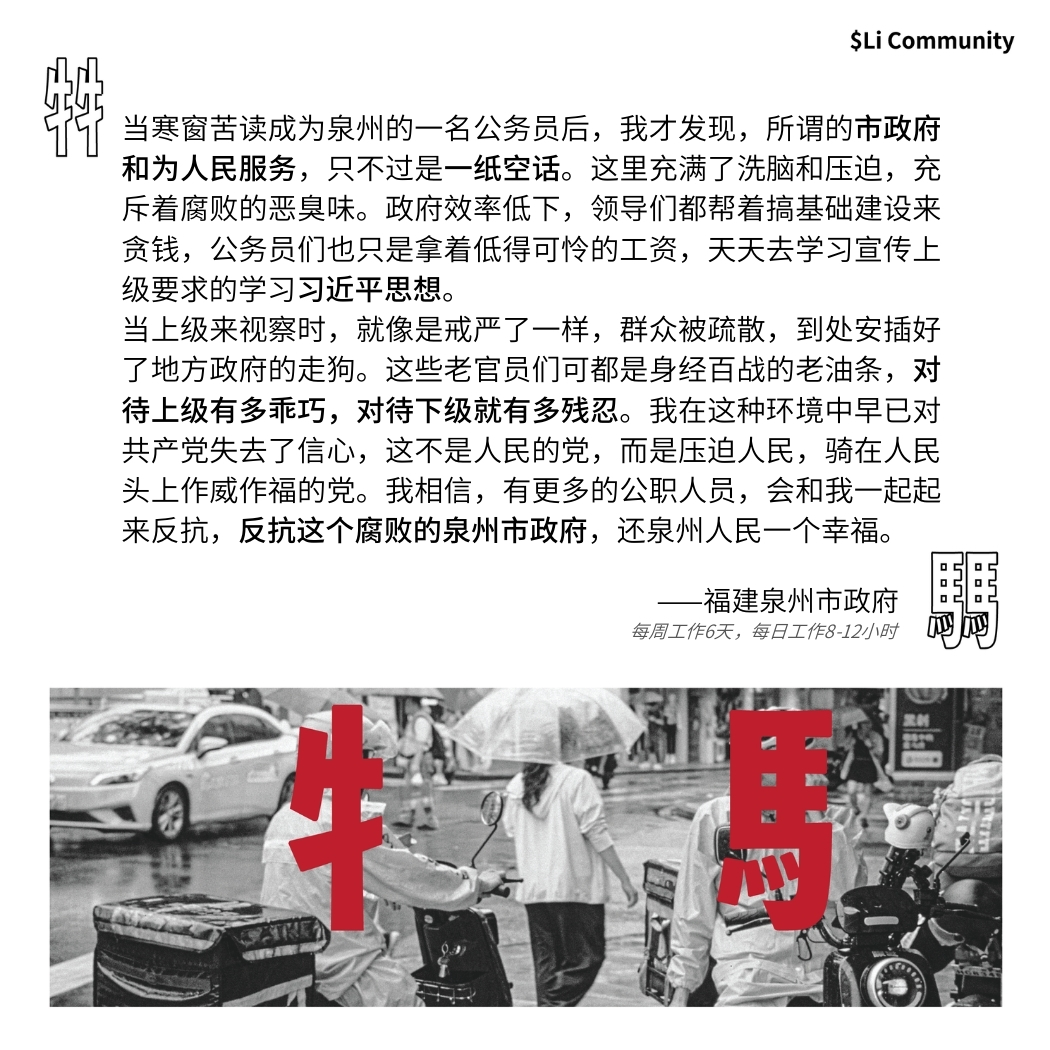 $Li Community
牜牜
当寒窗苦读成为泉州的一名公务员后，我才发现，所谓的市政府
和为人民服务，只不过是一纸空话。这里充满了洗脑和压迫，充
斥着腐败的恶臭味。政府效率低下，领导们都帮着搞基础建设来
贪钱，公务员们也只是拿着低得可怜的工资，天天去学习宣传上
级要求的学习习近平思想。
当上级来视察时，就像是戒严了一样，群众被疏散，到处安插好
了地方政府的走狗。这些老官员们可都是身经百战的老油条，对
待上级有多乖巧，对待下级就有多残忍。我在这种环境中早已对
共产党失去了信心，这不是人民的党，而是压迫人民，骑在人民
头上作威作福的党。我相信，有更多的公职人员，会和我一起起
来反抗，反抗这个腐败的泉州市政府，还泉州人民一个幸福。
馬馬
——福建泉州市政府
每周工作6天，每日工作8-12小时
牜 馬